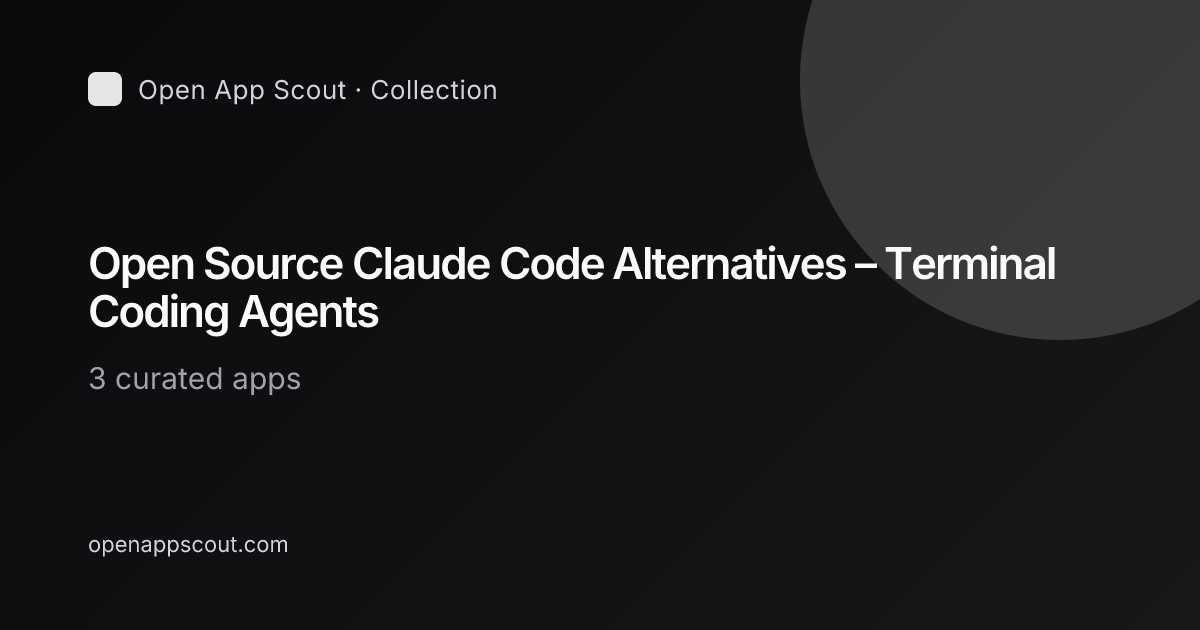 Open App Scout · Collection
Open Source Claude Code Alternatives – Terminal
Coding Agents
3 curated apps
openappscout.com